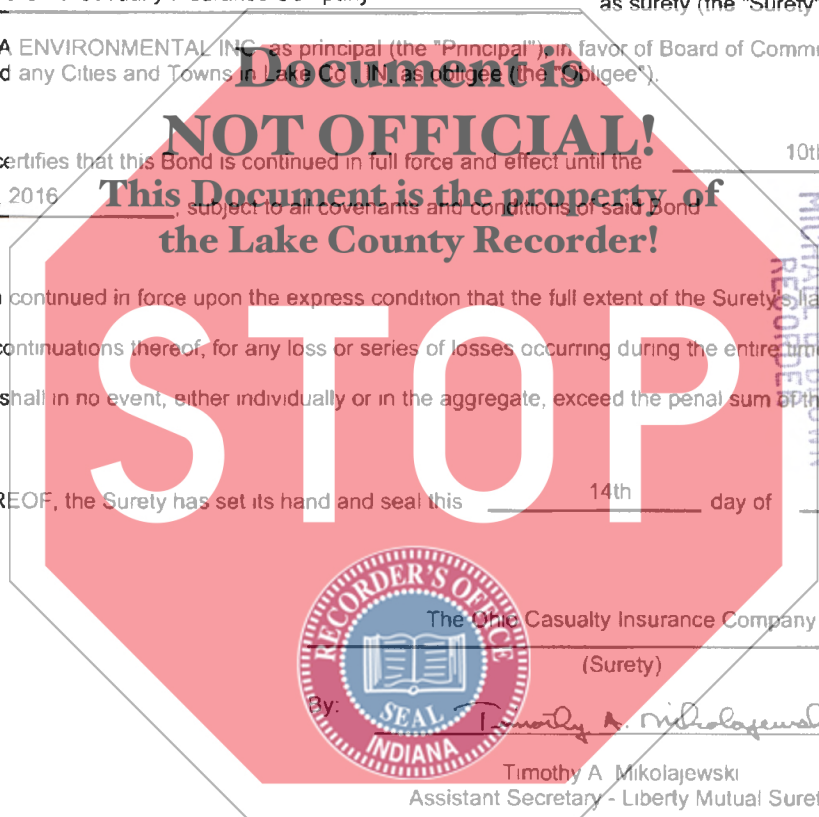 as surety (the "Surety"
A ENVIRONMENTAL INC as principal (the "Principal"), in favor of Board of Comm
d any Cities and Towns in Lake Co , IN, as obligee (the "Obligee").
Document is
NOT OFFICIAL!
This Document is the property of
the Lake County Recorder!
certifies that this Bond is continued in full force and effect until the 10th
, 2016 , subject to all covenants and conditions of said Bond
continued in force upon the express condition that the full extent of the Surety's lia
continuations thereof, for any loss or series of losses occurring during the entire time
shall in no event, either individually or in the aggregate, exceed the penal sum of th
STOP
REOF, the Surety has set its hand and seal this 14th day of
The Ohio Casualty Insurance Company
(Surety)
By: Timothy A. Mikolajewsk
Timothy A Mikolajewski
Assistant Secretary - Liberty Mutual Suret
RECORDER'S OFFICE
SEAL
INDIANA
RECORDER